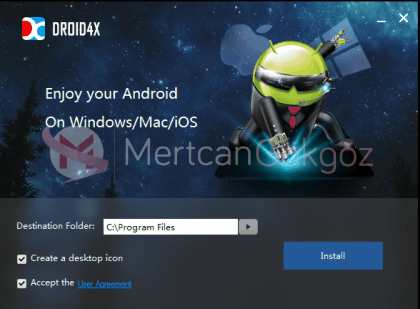 DROID4X
Enjoy your Android
On Windows/Mac/iOS
MertcanGokgoz
Destination Folder: C:\Program Files
Create a desktop icon
Install
Accept the User Agreement